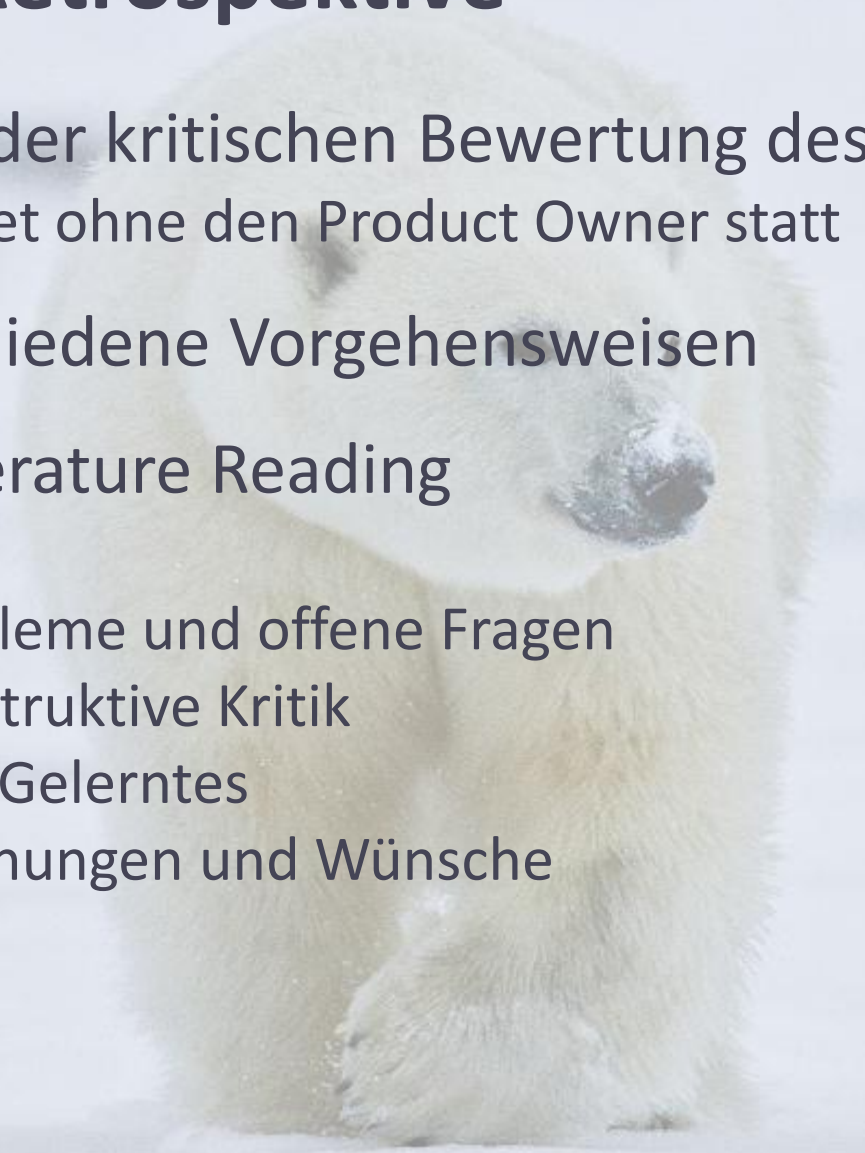 etrospektive
der kritischen Bewertung des
et ohne den Product Owner statt
iedene Vorgehensweisen
erature Reading
leme und offene Fragen
truktive Kritik
Gelerntes
nungen und Wünsche